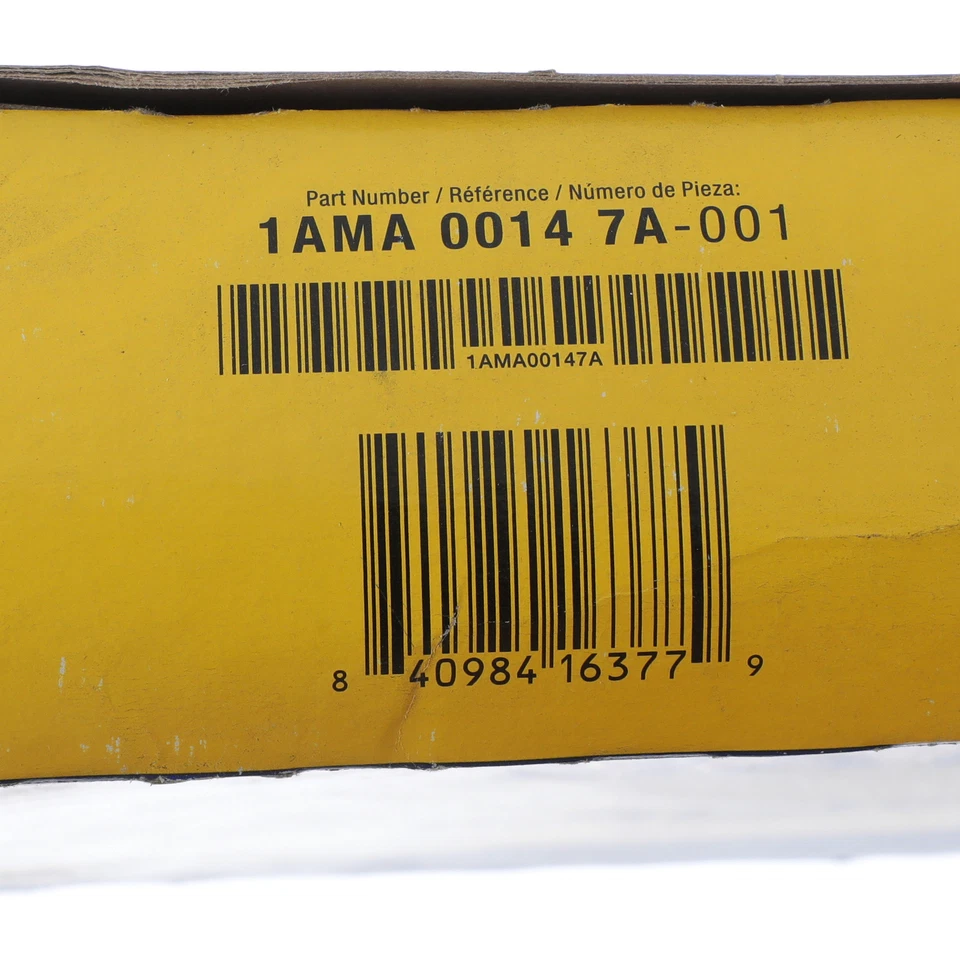 Part Number / Référence / Número de Pieza:
1AMA 0014 7A-001
1AMA00147A
8 40984 16377 9